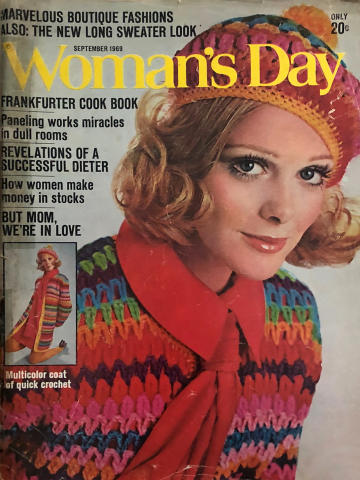 MARVELOUS BOUTIQUE FASHIONS
ALSO: THE NEW LONG SWEATER LOOK
ONLY
20¢
SEPTEMBER 1969
Woman's Day
FRANKFURTER COOK BOOK
Paneling works miracles
in dull rooms
REVELATIONS OF A
SUCCESSFUL DIETER
How women make
money in stocks
BUT MOM,
WE'RE IN LOVE
Multicolor coat
of quick crochet